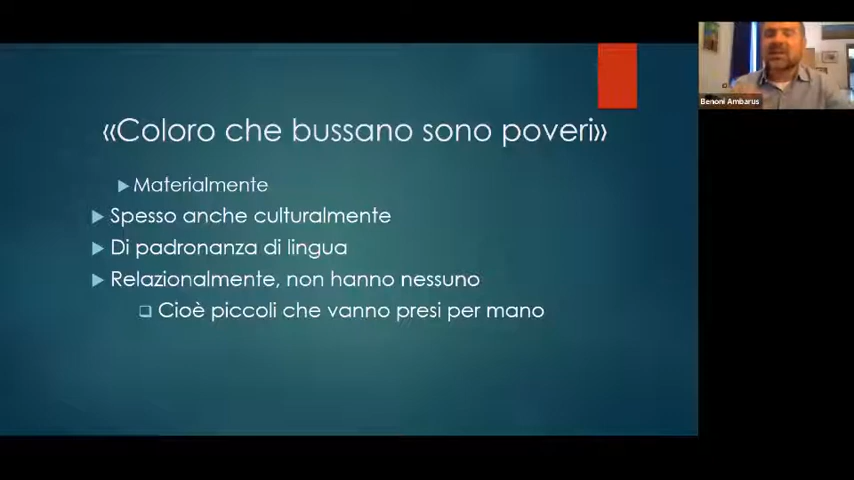 «Coloro che bussano sono poveri»
Materialmente
Spesso anche culturalmente
Di padronanza di lingua
Relazionalmente, non hanno nessuno
Cioè piccoli che vanno presi per mano
Benoni Ambarus